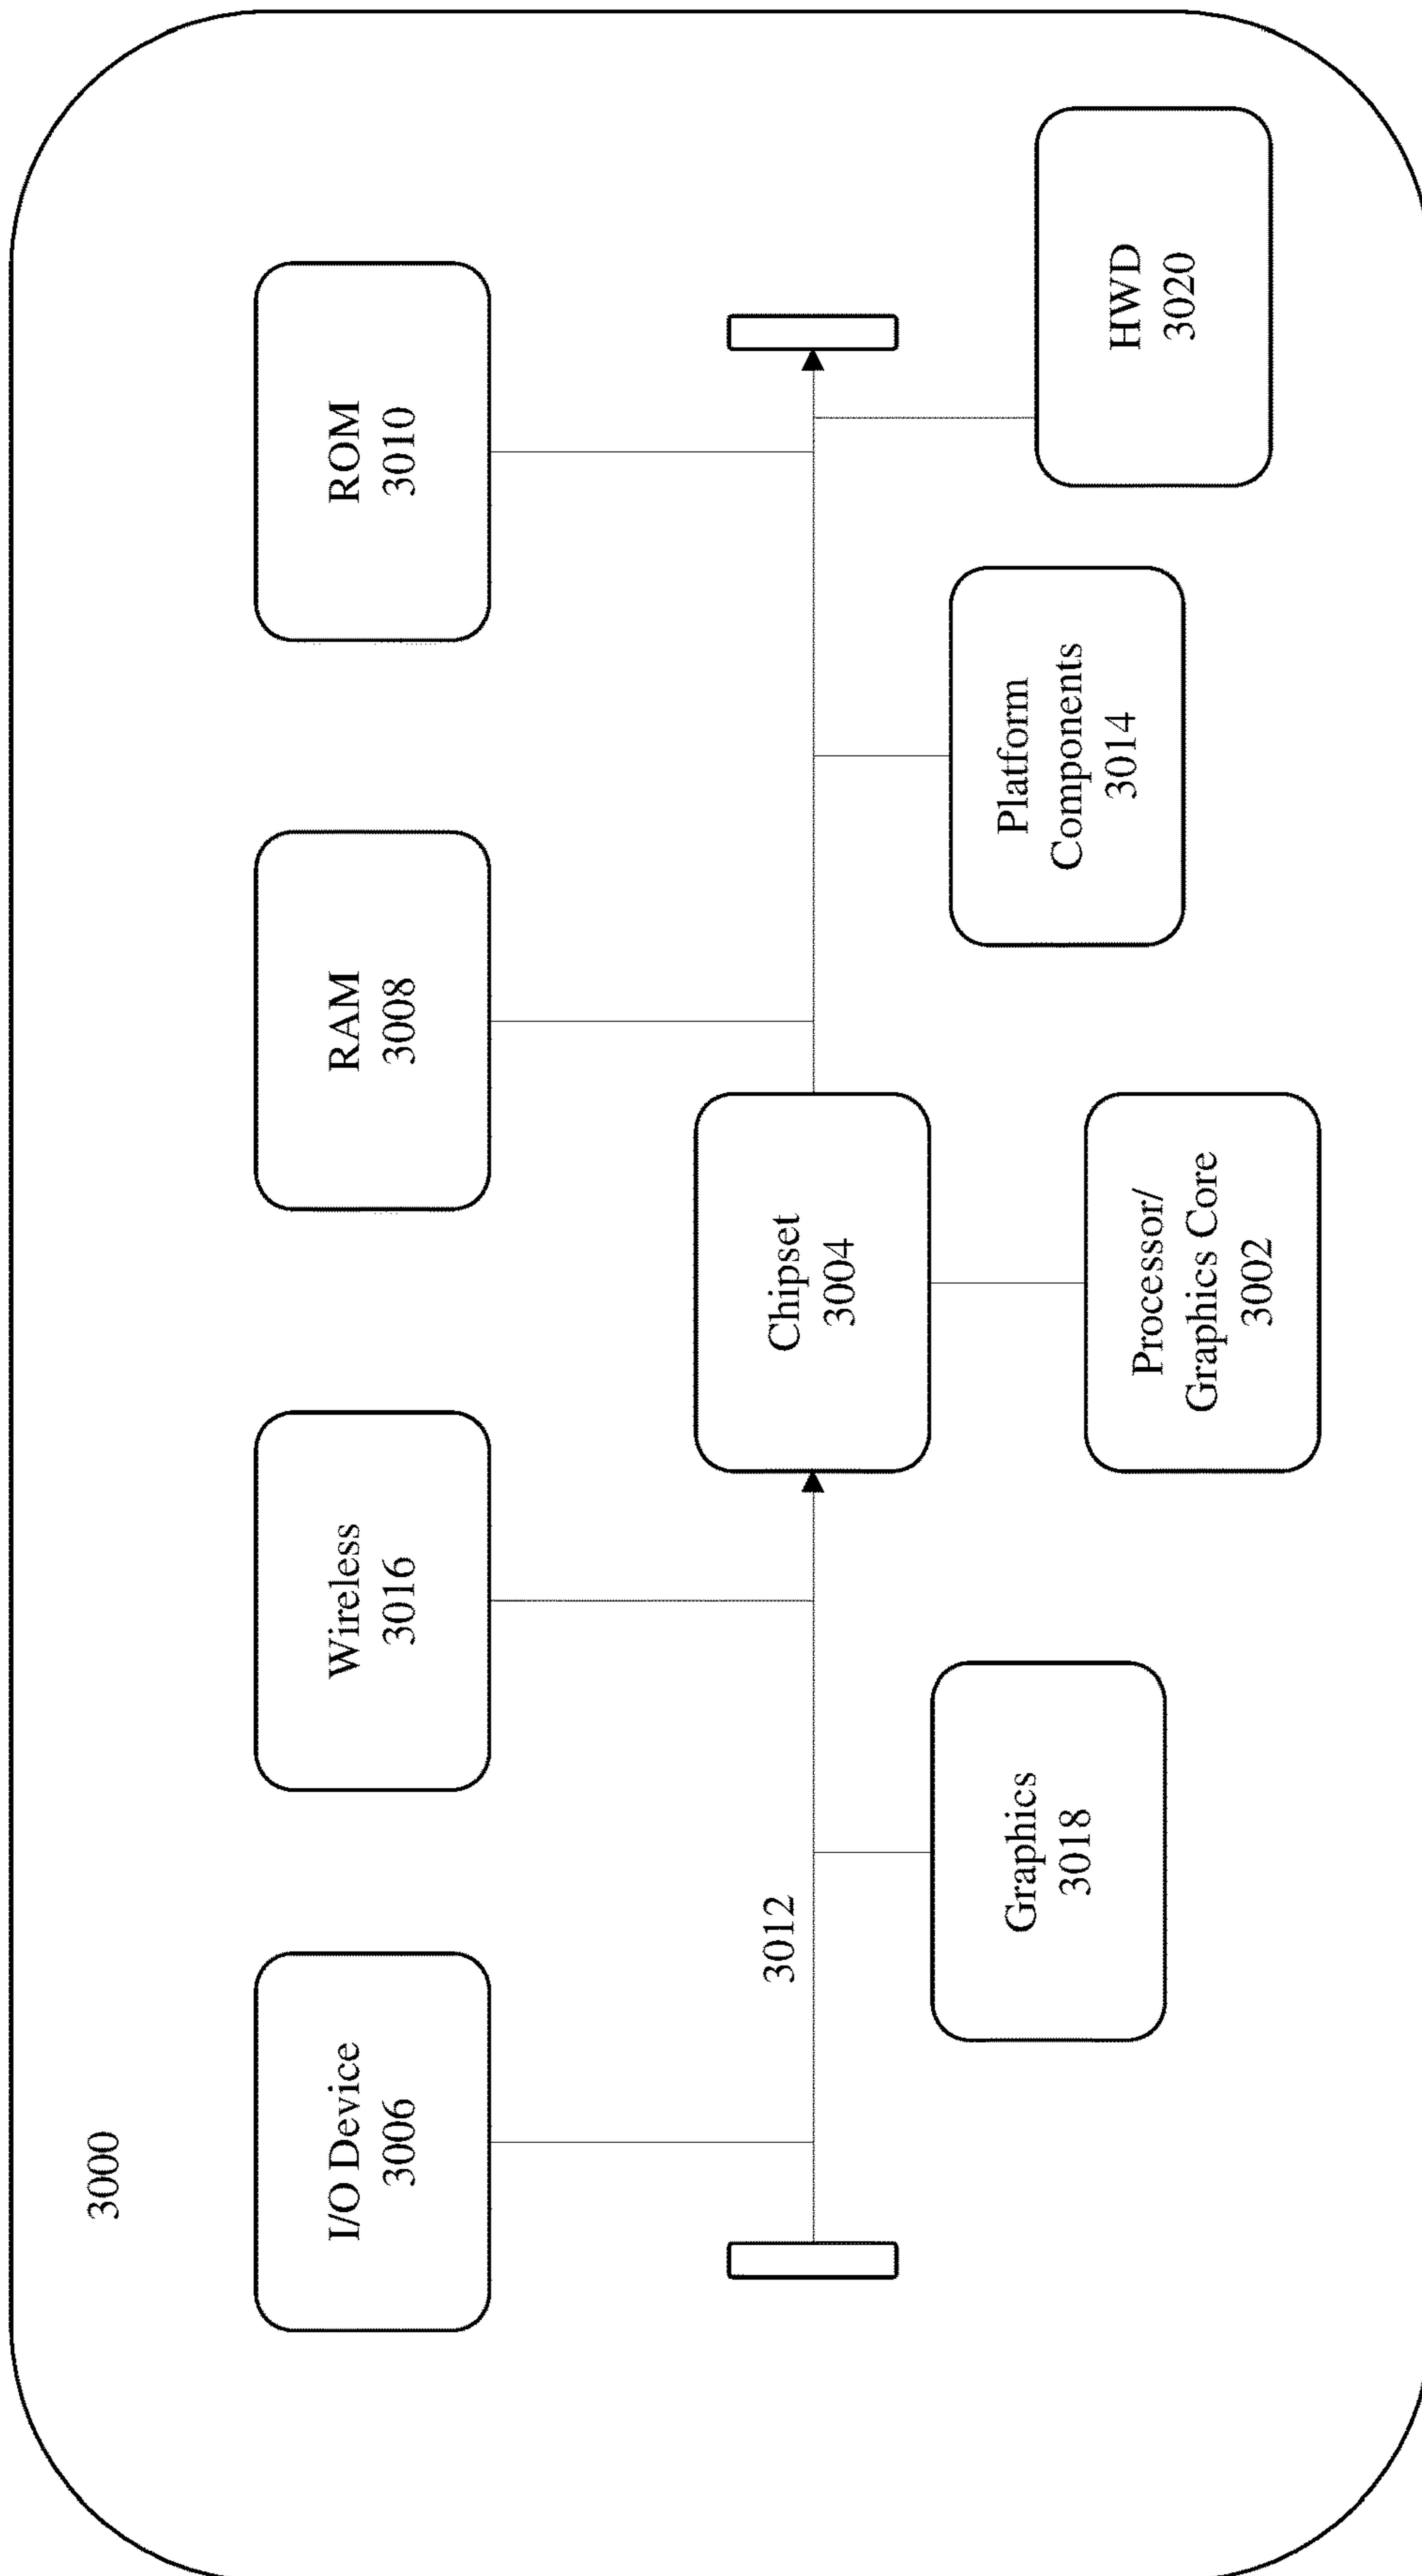 3000
I/O Device
3006
Wireless
3016
RAM
3008
ROM
3010
3012
Chipset
3004
Graphics
3018
Processor/
Graphics Core
3002
Platform
Components
3014
HWD
3020